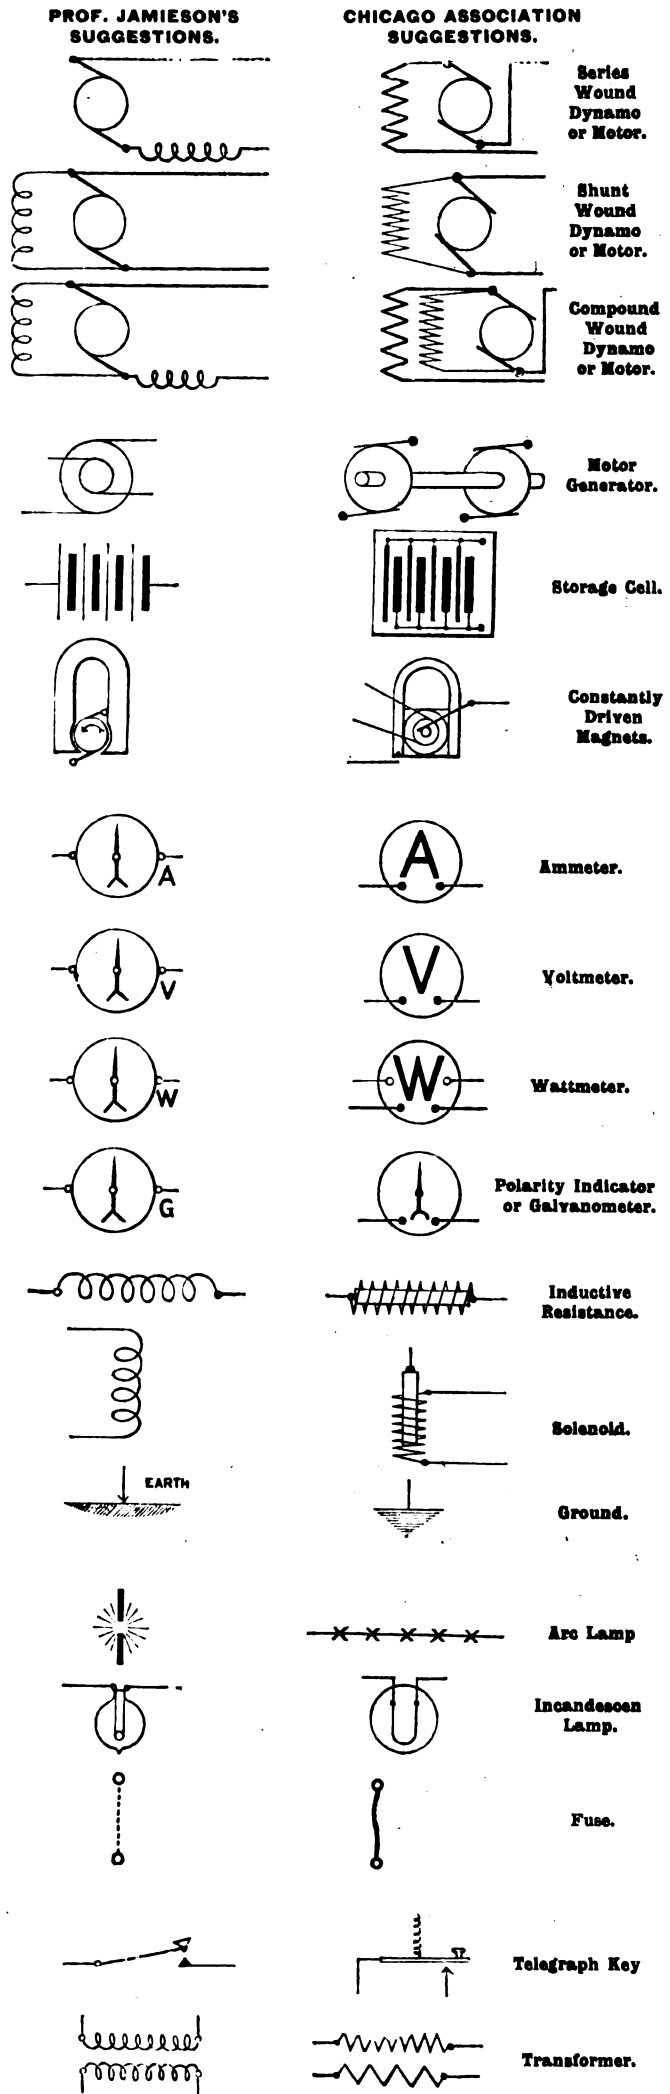 PROF. JAMIESON'S
SUGGESTIONS.
CHICAGO ASSOCIATION
SUGGESTIONS.
Series
Wound
Dynamo
or Motor.
Shunt
Wound
Dynamo
or Motor.
Compound
Wound
Dynamo
or Motor.
Motor
Generator.
Storage Cell.
Constantly
Driven
Magnets.
A
A
Ammeter.
V
V
Voltmeter.
W
W
Wattmeter.
G
Polarity Indicator
or Galvanometer.
Inductive
Resistance.
Solenoid.
EARTH
Ground.
Arc Lamp
Incandescen
Lamp.
Fuse.
Telegraph Key
Transformer.